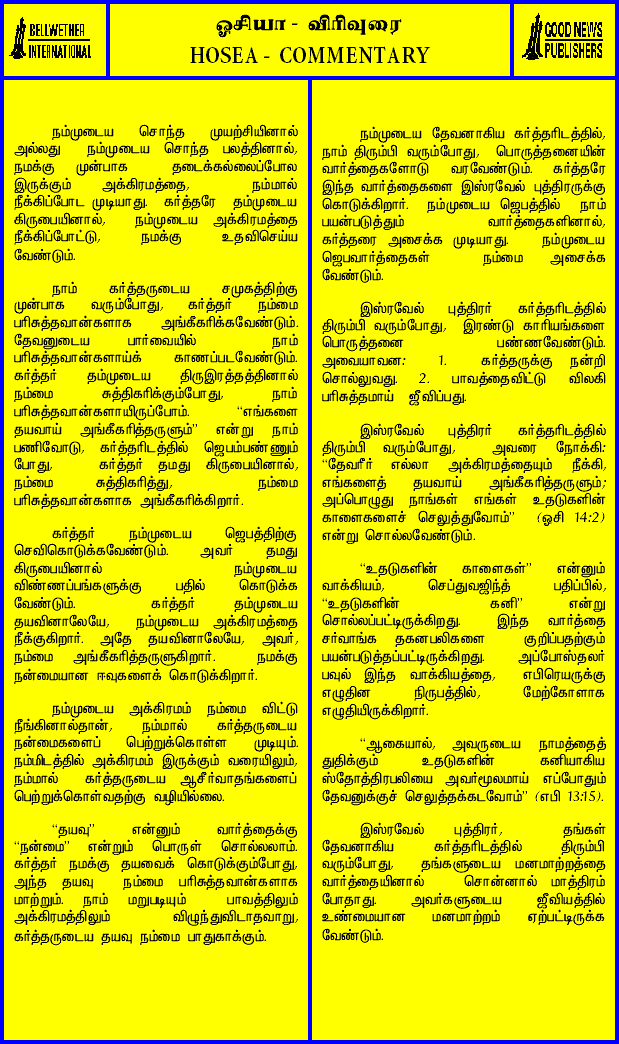 BELLWETHER
INTERNATIONAL
ஓசியா - விரிவுரை
HOSEA - COMMENTARY
GOOD NEWS
PUBLISHERS
நம்முடைய சொந்த முயற்சியினால்
அல்லது நம்முடைய சொந்த பலத்தினால்,
நமக்கு முன்பாக தடைக்கல்லைப்போல
இருக்கும் அக்கிரமத்தை, நம்மால்
நீக்கிப்போட முடியாது. கர்த்தரே தம்முடைய
கிருபையினால், நம்முடைய அக்கிரமத்தை
நீக்கிப்போட்டு, நமக்கு உதவிசெய்ய
வேண்டும்.
நாம் கர்த்தருடைய சமுகத்திற்கு
முன்பாக வரும்போது, கர்த்தர் நம்மை
பரிசுத்தவான்களாக அங்கீகரிக்கவேண்டும்.
தேவனுடைய பார்வையில் நாம்
பரிசுத்தவான்களாய்க் காணப்படவேண்டும்.
கர்த்தர் தம்முடைய திருஇரத்தத்தினால்
நம்மை சுத்திகரிக்கும்போது, நாம்
பரிசுத்தவான்களாயிருப்போம். “எங்களை
தயவாய் அங்கீகரித்தருளும்” என்று நாம்
பணிவோடு, கர்த்தரிடத்தில் ஜெபம்பண்ணும்
போது, கர்த்தர் தமது கிருபையினால்,
நம்மை சுத்திகரித்து, நம்மை
பரிசுத்தவான்களாக அங்கீகரிக்கிறார்.
கர்த்தர் நம்முடைய ஜெபத்திற்கு
செவிகொடுக்கவேண்டும். அவர் தமது
கிருபையினால் நம்முடைய
விண்ணப்பங்களுக்கு பதில் கொடுக்க
வேண்டும். கர்த்தர் தம்முடைய
தயவினாலேயே, நம்முடைய அக்கிரமத்தை
நீக்குகிறார். அதே தயவினாலேயே, அவர்,
நம்மை அங்கீகரித்தருளுகிறார். நமக்கு
நன்மையான ஈவுகளைக் கொடுக்கிறார்.
நம்முடைய அக்கிரமம் நம்மை விட்டு
நீங்கினால்தான், நம்மால் கர்த்தருடைய
நன்மைகளைப் பெற்றுக்கொள்ள முடியும்.
நம்மிடத்தில் அக்கிரமம் இருக்கும் வரையிலும்,
நம்மால் கர்த்தருடைய ஆசீர்வாதங்களைப்
பெற்றுக்கொள்வதற்கு வழியில்லை.
“தயவு” என்னும் வார்த்தைக்கு
“நன்மை” என்றும் பொருள் சொல்லலாம்.
கர்த்தர் நமக்கு தயவைக் கொடுக்கும்போது,
அந்த தயவு நம்மை பரிசுத்தவான்களாக
மாற்றும். நாம் மறுபடியும் பாவத்திலும்
அக்கிரமத்திலும் விழுந்துவிடாதவாறு,
கர்த்தருடைய தயவு நம்மை பாதுகாக்கும்.
நம்முடைய தேவனாகிய கர்த்தரிடத்தில்,
நாம் திரும்பி வரும்போது, பொருத்தனையின்
வார்த்தைகளோடு வரவேண்டும். கர்த்தரே
இந்த வார்த்தைகளை இஸ்ரவேல் புத்திரருக்கு
கொடுக்கிறார். நம்முடைய ஜெபத்தில் நாம்
பயன்படுத்தும் வார்த்தைகளினால்,
கர்த்தரை அசைக்க முடியாது. நம்முடைய
ஜெபவார்த்தைகள் நம்மை அசைக்க
வேண்டும்.
இஸ்ரவேல் புத்திரர் கர்த்தரிடத்தில்
திரும்பி வரும்போது, இரண்டு காரியங்களை
பொருத்தனை பண்ணவேண்டும்.
அவையாவன: 1. கர்த்தருக்கு நன்றி
சொல்லுவது. 2. பாவத்தைவிட்டு விலகி
பரிசுத்தமாய் ஜீவிப்பது.
இஸ்ரவேல் புத்திரர் கர்த்தரிடத்தில்
திரும்பி வரும்போது, அவரை நோக்கி:
“தேவரீர் எல்லா அக்கிரமத்தையும் நீக்கி,
எங்களைத் தயவாய் அங்கீகரித்தருளும்;
அப்பொழுது நாங்கள் எங்கள் உதடுகளின்
காளைகளைச் செலுத்துவோம்” (ஓசி 14:2)
என்று சொல்லவேண்டும்.
“உதடுகளின் காளைகள்” என்னும்
வாக்கியம், செப்துவஜிந்த் பதிப்பில்,
“உதடுகளின் கனி” என்று
சொல்லப்பட்டிருக்கிறது. இந்த வார்த்தை
சர்வாங்க தகனபலிகளை குறிப்பதற்கும்
பயன்படுத்தப்பட்டிருக்கிறது. அப்போஸ்தலர்
பவுல் இந்த வாக்கியத்தை, எபிரெயருக்கு
எழுதின நிருபத்தில், மேற்கோளாக
எழுதியிருக்கிறார்.
“ஆகையால், அவருடைய நாமத்தைத்
துதிக்கும் உதடுகளின் கனியாகிய
ஸ்தோத்திரபலியை அவர்மூலமாய் எப்போதும்
தேவனுக்குச் செலுத்தக்கடவோம்” (எபி 13:15).
இஸ்ரவேல் புத்திரர், தங்கள்
தேவனாகிய கர்த்தரிடத்தில் திரும்பி
வரும்போது, தங்களுடைய மனமாற்றத்தை
வார்த்தையினால் சொன்னால் மாத்திரம்
போதாது. அவர்களுடைய ஜீவியத்தில்
உண்மையான மனமாற்றம் ஏற்பட்டிருக்க
வேண்டும்.